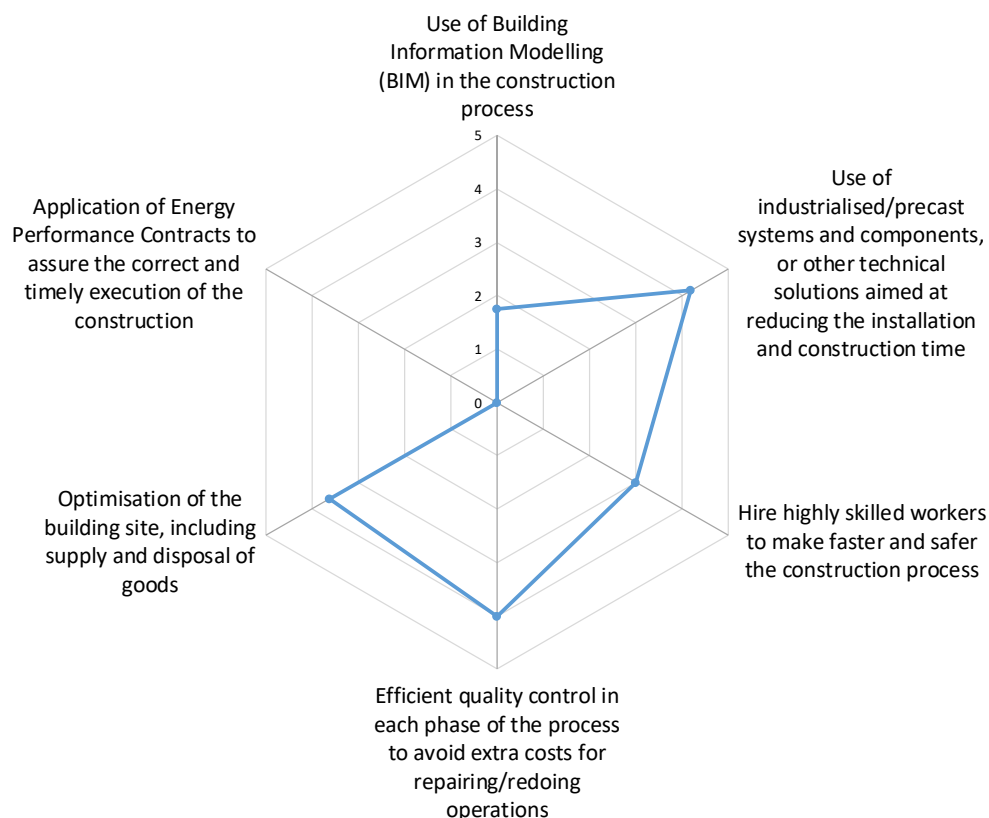 Use of Building
Information Modelling
(BIM) in the construction
process
5
4
3
2
1
0
Use of
industrialised/precast
systems and components,
or other technical
solutions aimed at
reducing the installation
and construction time
Hire highly skilled workers
to make faster and safer
the construction process
Efficient quality control in
each phase of the process
to avoid extra costs for
repairing/redoing
operations
Optimisation of the
building site, including
supply and disposal of
goods
Application of Energy
Performance Contracts to
assure the correct and
timely execution of the
construction